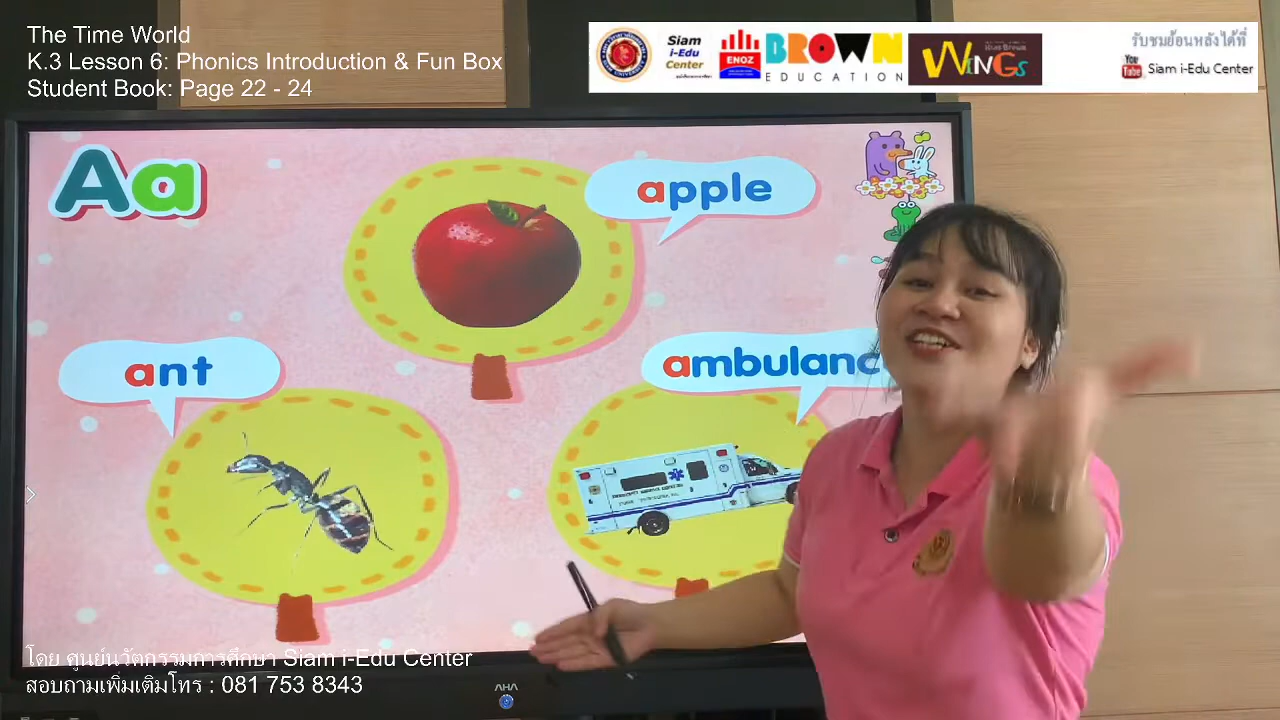 The Time World
K.3 Lesson 6: Phonics Introduction & Fun Box
Student Book: Page 22 - 24
Siam
i-Edu
Center
ENOZ
BROWN
EDUCATION
WiNGs
รับชมย้อนหลังได้ที่
You Tube Siam i-Edu Center
Aa
apple
ant
ambulanc
โดย ศูนย์นวัตกรรมการศึกษา Siam i-Edu Center
สอบถามเพิ่มเติมโทร : 081 753 8343
AHA